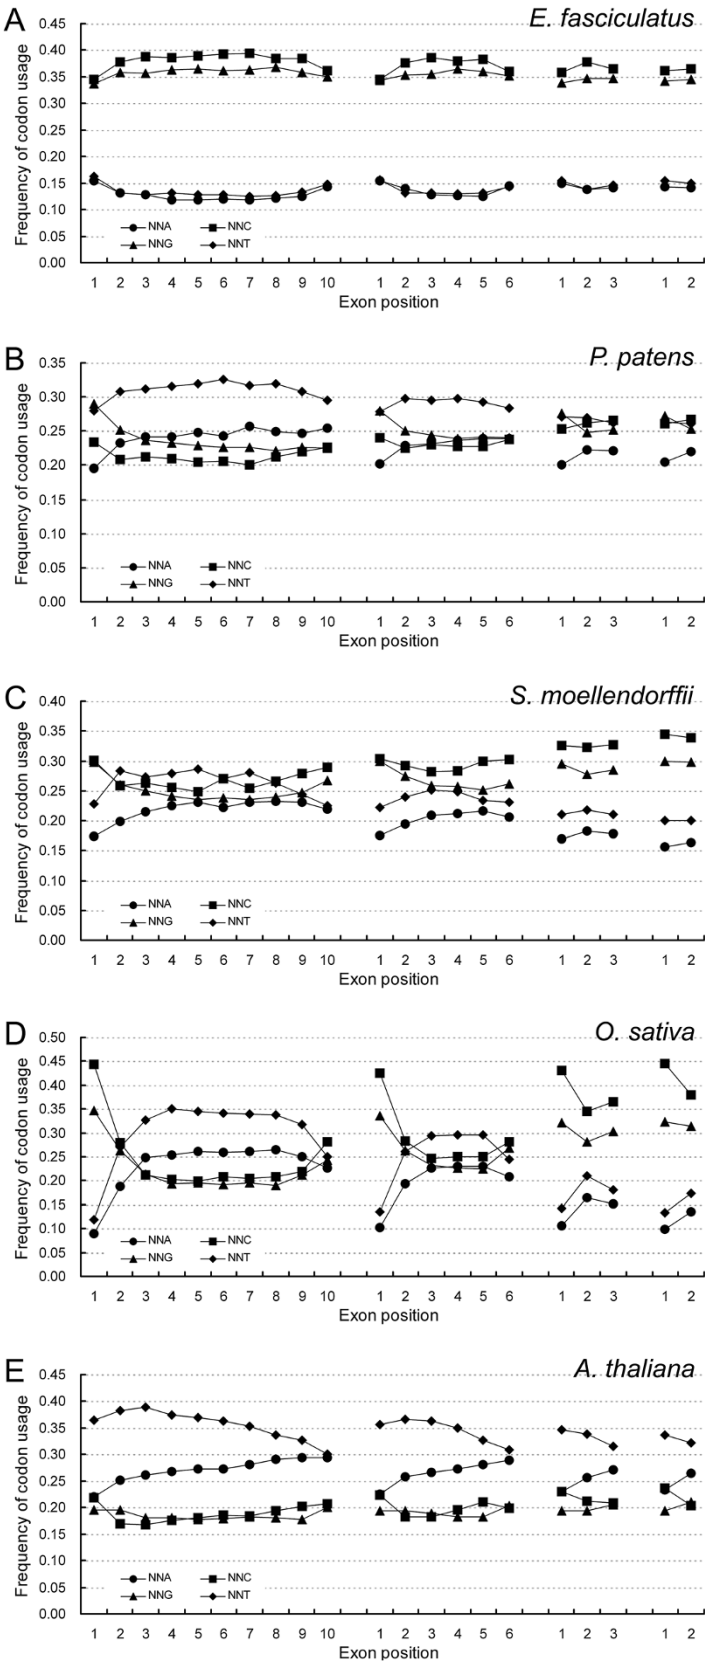 A
E. fasciculatus
Frequency of codon usage
0.45
0.40
0.35
0.30
0.25
0.20
0.15
0.10
0.05
0.00
NNA NNC
NNG NNT
1 2 3 4 5 6 7 8 9 10 1 2 3 4 5 6 1 2 3 1 2
Exon position
B
P. patens
Frequency of codon usage
0.35
0.30
0.25
0.20
0.15
0.10
0.05
0.00
NNA NNC
NNG NNT
1 2 3 4 5 6 7 8 9 10 1 2 3 4 5 6 1 2 3 1 2
Exon position
C
S. moellendorffii
Frequency of codon usage
0.40
0.35
0.30
0.25
0.20
0.15
0.10
0.05
0.00
NNA NNC
NNG NNT
1 2 3 4 5 6 7 8 9 10 1 2 3 4 5 6 1 2 3 1 2
Exon position
D
O. sativa
Frequency of codon usage
0.50
0.45
0.40
0.35
0.30
0.25
0.20
0.15
0.10
0.05
0.00
NNA NNC
NNG NNT
1 2 3 4 5 6 7 8 9 10 1 2 3 4 5 6 1 2 3 1 2
Exon position
E
A. thaliana
Frequency of codon usage
0.45
0.40
0.35
0.30
0.25
0.20
0.15
0.10
0.05
0.00
NNA NNC
NNG NNT
1 2 3 4 5 6 7 8 9 10 1 2 3 4 5 6 1 2 3 1 2
Exon position